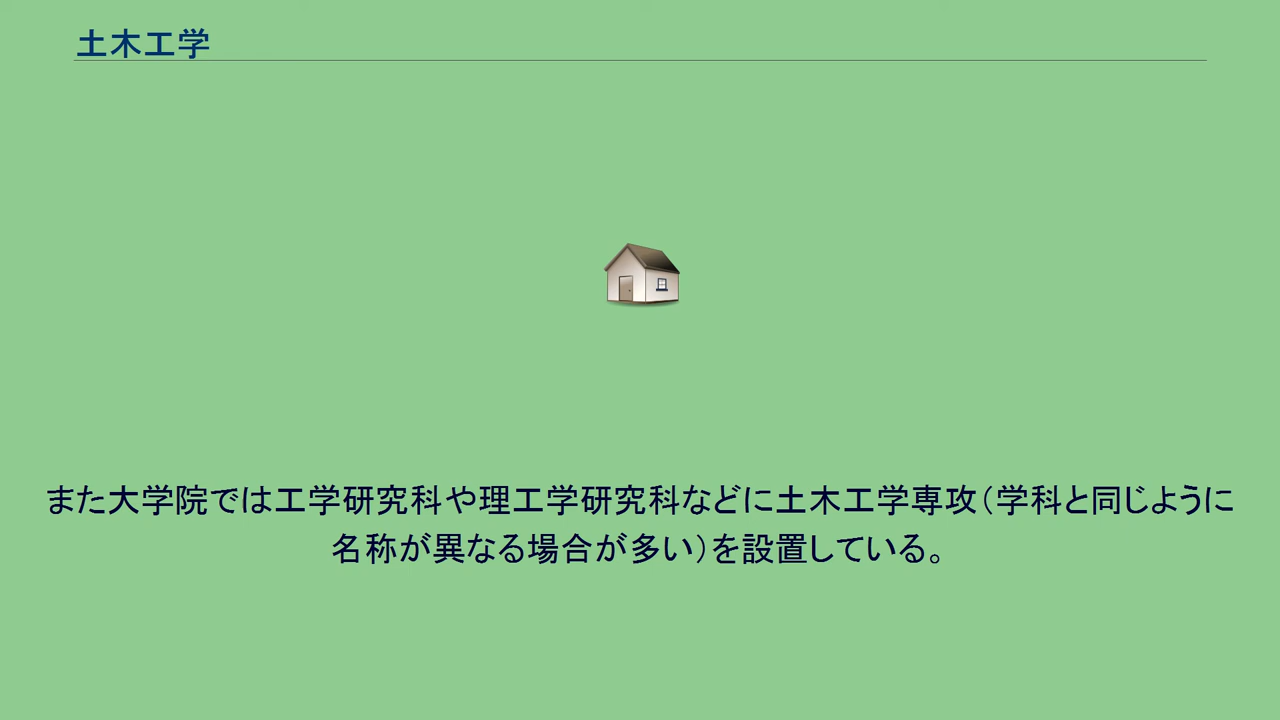 土木工学
また大学院では工学研究科や理工学研究科などに土木工学専攻（学科と同じように
名称が異なる場合が多い）を設置している。